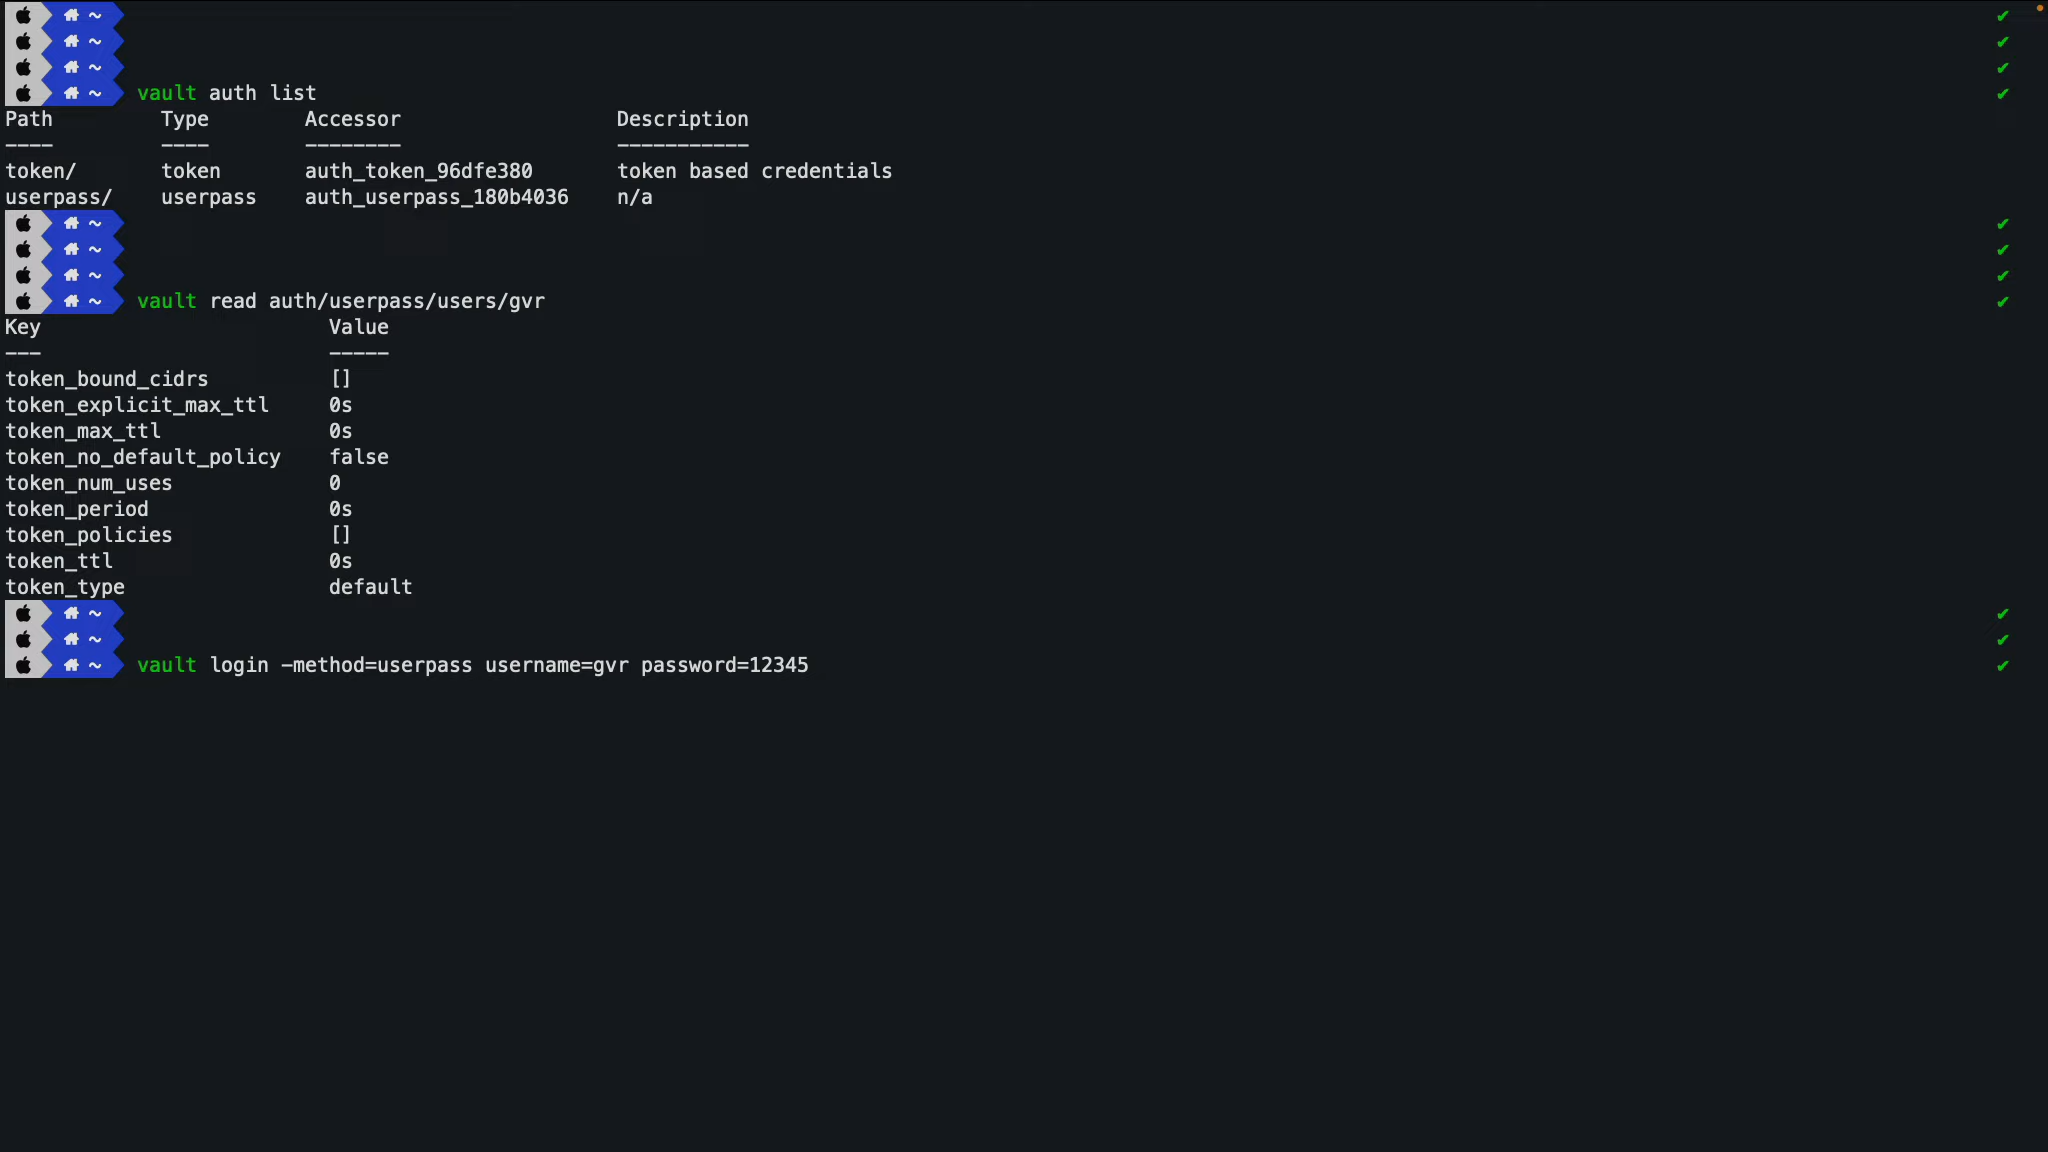 ~
~
~
~ vault auth list
Path Type Accessor Description
---- ---- -------- -----------
token/ token auth_token_96dfe380 token based credentials
userpass/ userpass auth_userpass_180b4036 n/a
~
~
~
~ vault read auth/userpass/users/gvr
Key Value
--- -----
token_bound_cidrs []
token_explicit_max_ttl 0s
token_max_ttl 0s
token_no_default_policy false
token_num_uses 0
token_period 0s
token_policies []
token_ttl 0s
token_type default
~
~
~ vault login -method=userpass username=gvr password=12345